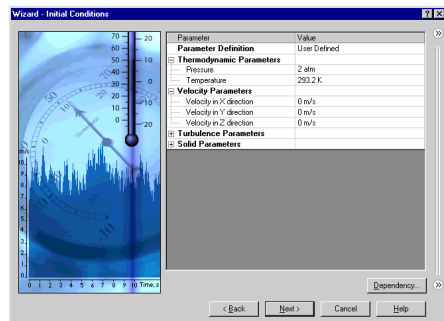 Wizard - Initial Conditions
Parameter Value
Parameter Definition User Defined
Thermodynamic Parameters
Pressure 2 atm
Temperature 293.2 K
Velocity Parameters
Velocity in X direction 0 m/s
Velocity in Y direction 0 m/s
Velocity in Z direction 0 m/s
Turbulence Parameters
Solid Parameters
70 20
60
50 10
40
30 0
20
10 10
0
20
m/s
10
9
8
7
6
5
4
3
2
1
0
0 1 2 3 4 5 6 7 8 9 10 Time, s
Dependency...
< Back Next > Cancel Help